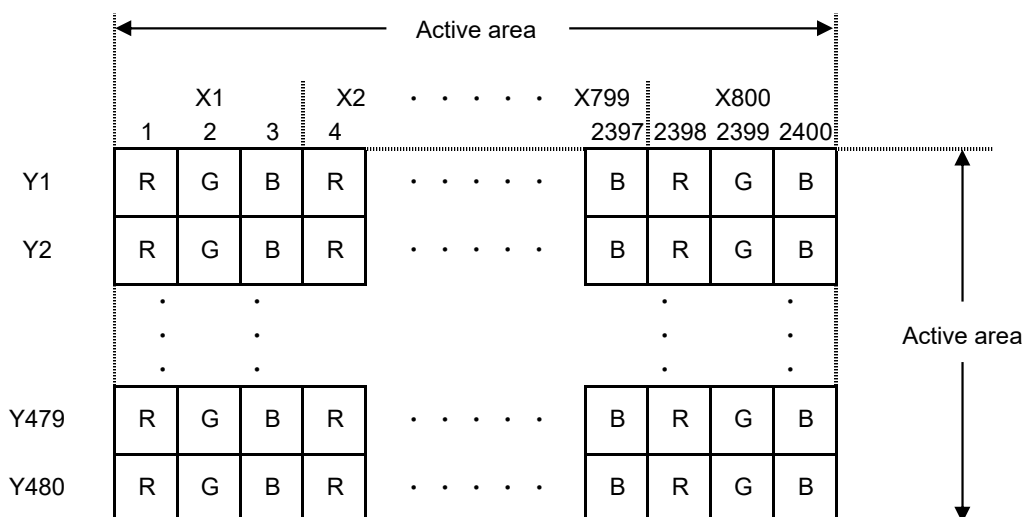 Active area
X1 X2 ・ ・ ・ ・ ・ X799 X800
1 2 3 4 2397 2398 2399 2400
Y1 R G B R ・ ・ ・ ・ ・ B R G B
Y2 R G B R ・ ・ ・ ・ ・ B R G B
・ ・ ・ ・
・ ・ ・ ・
Active area
・ ・ ・ ・
Y479 R G B R ・ ・ ・ ・ ・ B R G B
Y480 R G B R ・ ・ ・ ・ ・ B R G B